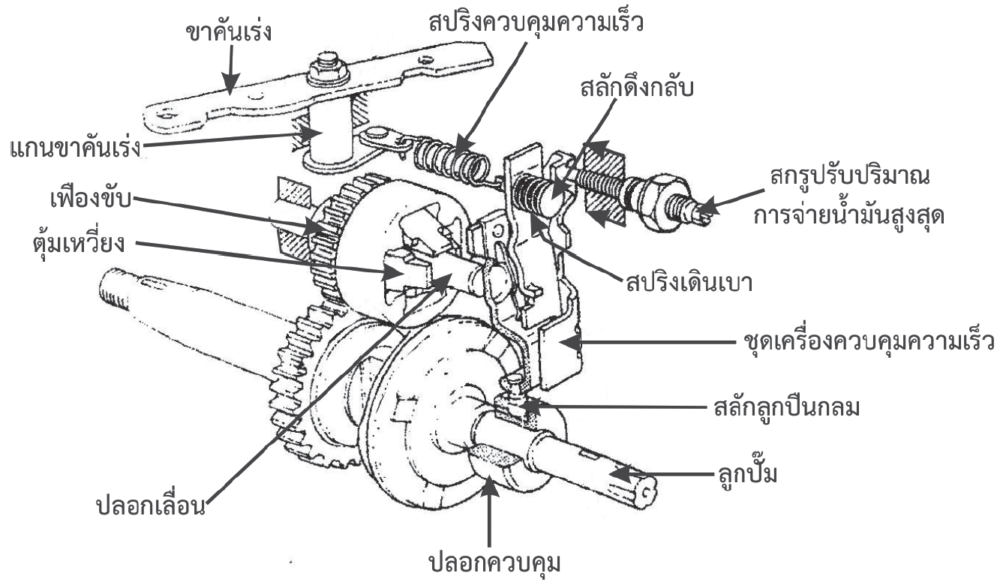 สปริงควบคุมความเร็ว
ขาคันเร่ง
สลักดึงกลับ
แกนขาคันเร่ง
สกรูปรับปริมาณ
การจ่ายน้ำมันสูงสุด
เฟืองขับ
ตุ้มเหวี่ยง
สปริงเดินเบา
ชุดเครื่องควบคุมความเร็ว
สลักลูกปืนกลม
ลูกปั๊ม
ปลอกเลื่อน
ปลอกควบคุม